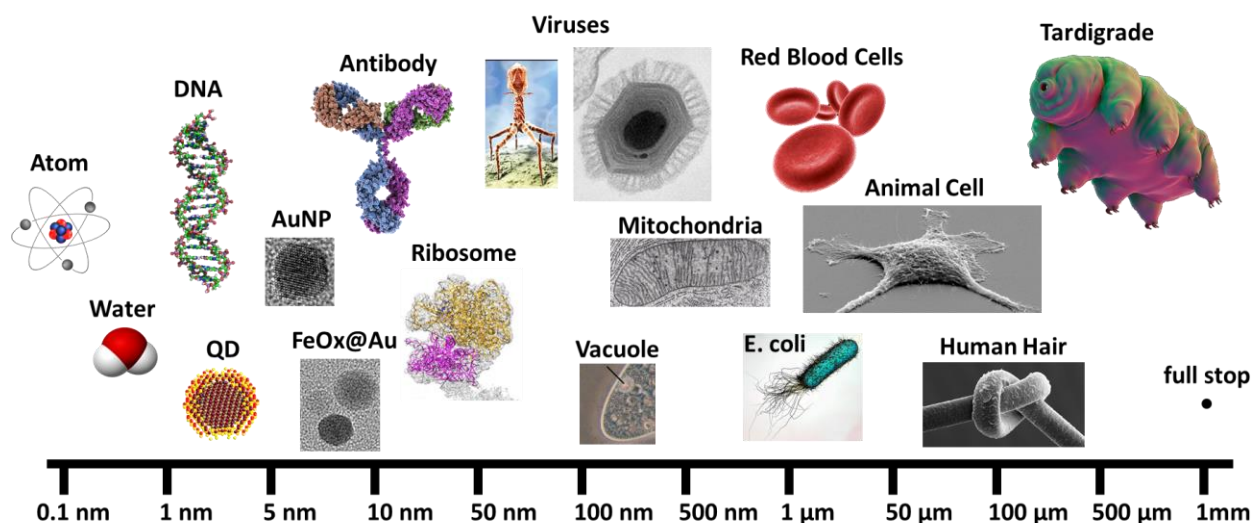 Viruses
Tardigrade
Red Blood Cells
Antibody
DNA
Atom
Animal Cell
AuNP
Mitochondria
Ribosome
Water
FeOx@Au
QD
Vacuole
E. coli
Human Hair
full stop
0.1 nm 1 nm 5 nm 10 nm 50 nm 100 nm 500 nm 1 µm 50 µm 100 µm 500 µm 1mm